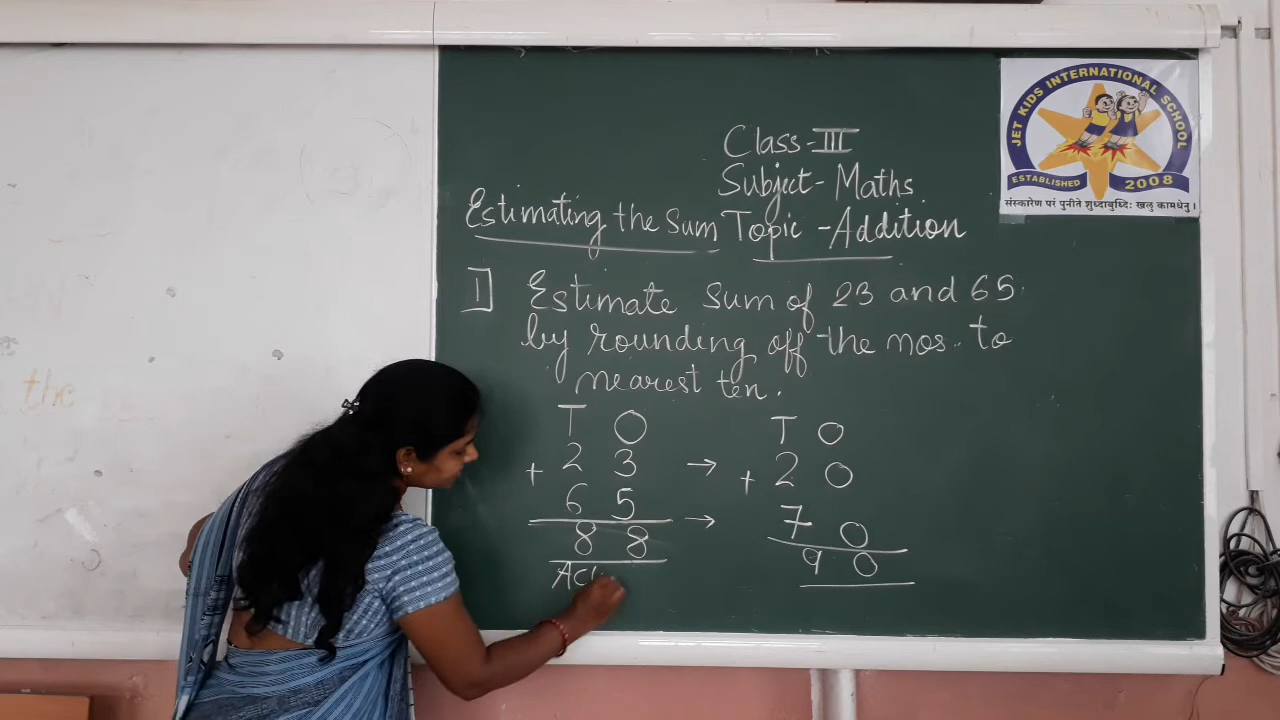 JET KIDS INTERNATIONAL SCHOOL
ESTABLISHED 2008
संस्कारेण परं पुनीते शुध्दाबुध्दिः खलु कामधेनु।
Class-III
Subject- Maths
Estimating the Sum Topic -Addition
1] Estimate sum of 23 and 65
by rounding off the nos. to
nearest ten.
T O T O
+ 2 3 → + 2 0
6 5 → 7 0
8 8 9 0
the